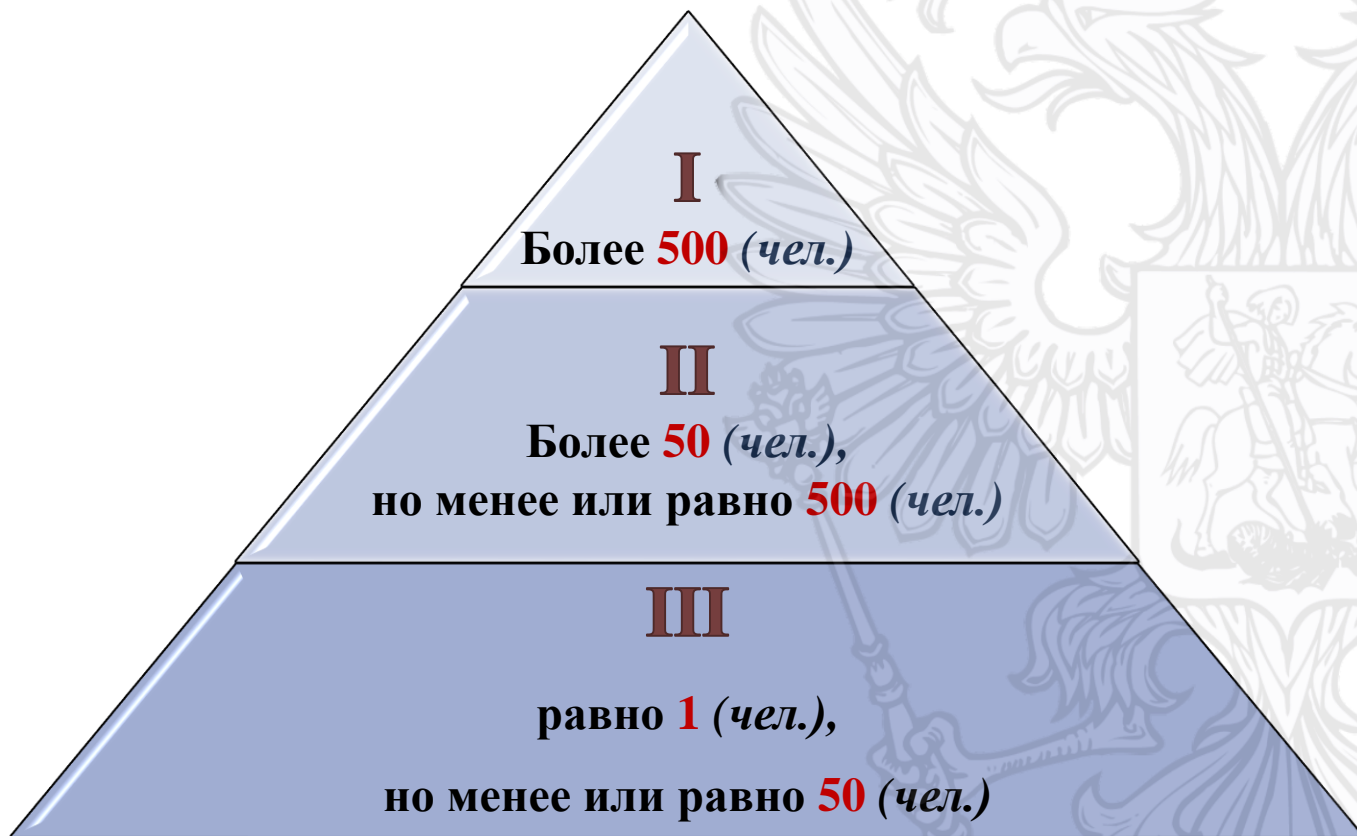 I
Более 500 (чел.)
II
Более 50 (чел.),
но менее или равно 500 (чел.)
III
равно 1 (чел.),
но менее или равно 50 (чел.)